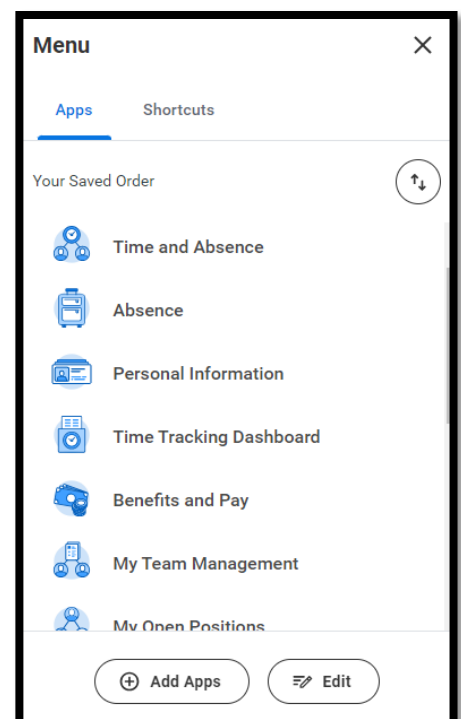 Menu
Apps Shortcuts
Your Saved Order
Time and Absence
Absence
Personal Information
Time Tracking Dashboard
Benefits and Pay
My Team Management
My Open Positions
Add Apps Edit